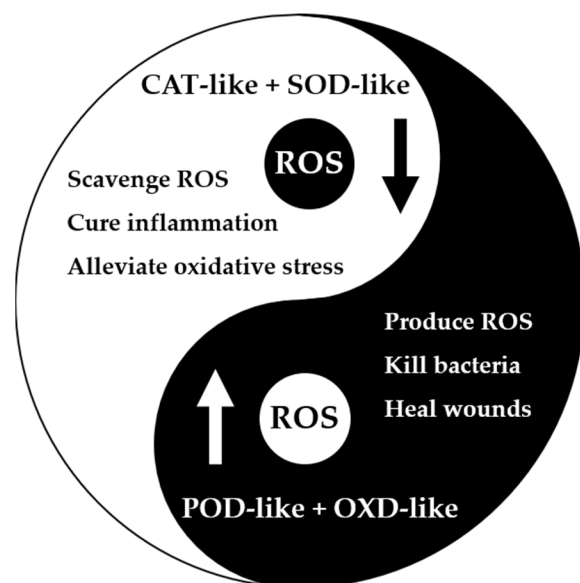 CAT-like + SOD-like
ROS
Scavenge ROS
Cure inflammation
Alleviate oxidative stress
Produce ROS
Kill bacteria
Heal wounds
ROS
POD-like + OXD-like